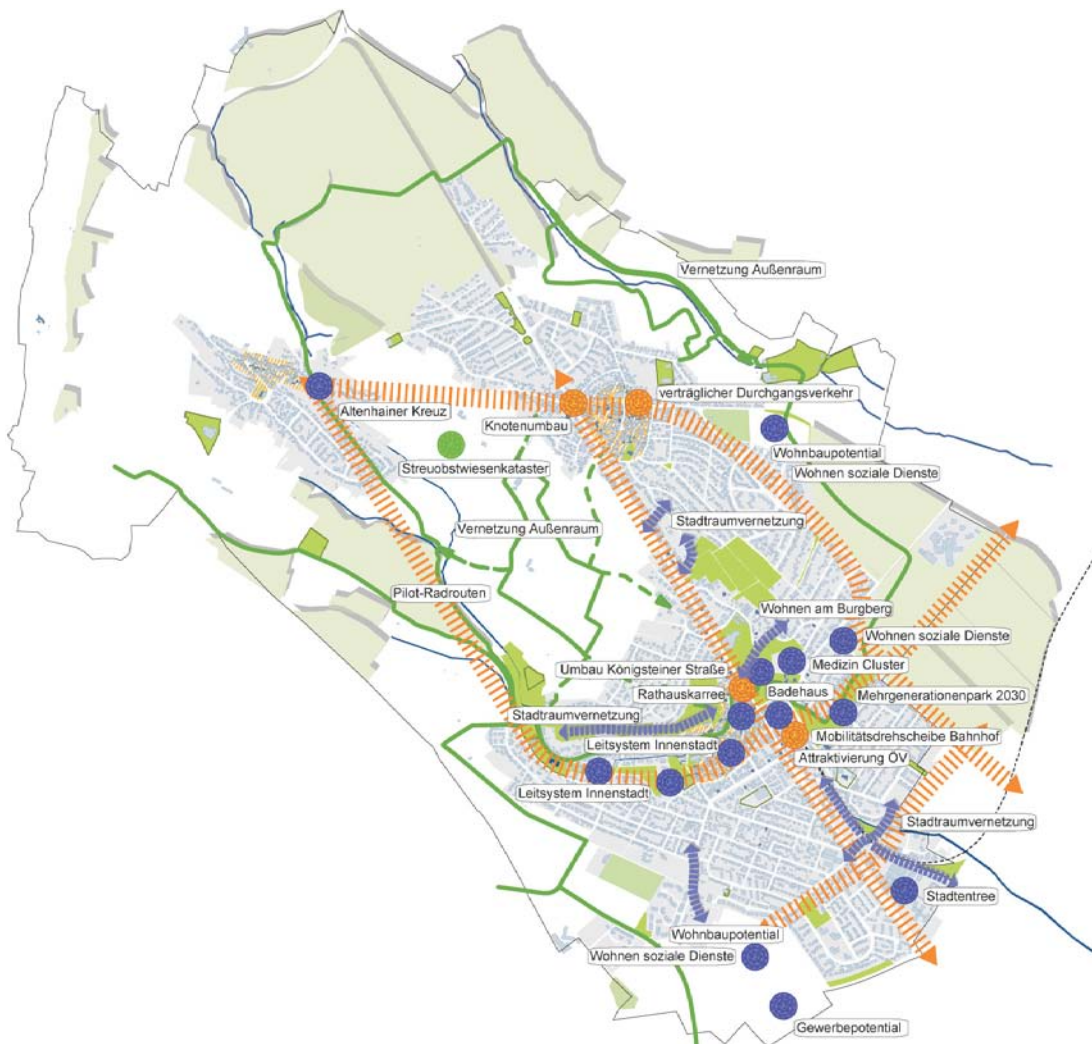 Vernetzung Außenraum
Altenhainer Kreuz
Knotenumbau
verträglicher Durchgangsverkehr
Streuobstwiesenkataster
Wohnbaupotential
Wohnen soziale Dienste
Vernetzung Außenraum
Stadtraumvernetzung
Pilot-Radrouten
Wohnen am Burgberg
Wohnen soziale Dienste
Umbau Königsteiner Straße
Medizin Cluster
Rathauskarree
Badehaus
Mehrgenerationenpark 2030
Stadtraumvernetzung
Mobilitätsdrehscheibe Bahnhof
Leitsystem Innenstadt
Attraktivierung ÖV
Leitsystem Innenstadt
Stadtraumvernetzung
Stadtentree
Wohnbaupotential
Wohnen soziale Dienste
Gewerbepotential